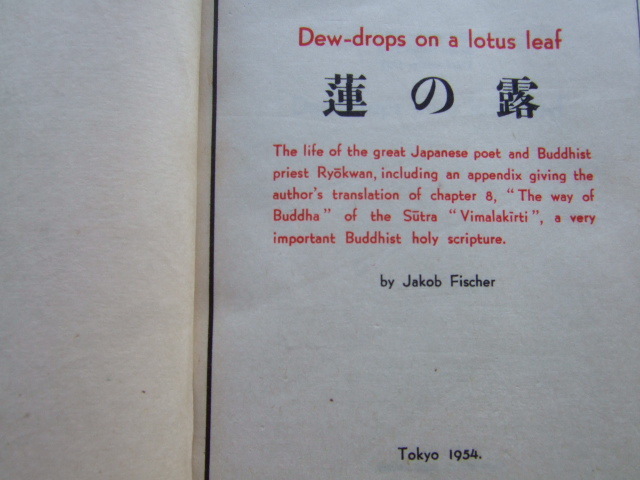 Dew-drops on a lotus leaf
蓮の露
The life of the great Japanese poet and Buddhist
priest Ryōkwan, including an appendix giving the
author's translation of chapter 8, "The way of
Buddha" of the Sūtra "Vimalakīrti", a very
important Buddhist holy scripture.
by Jakob Fischer
Tokyo 1954.